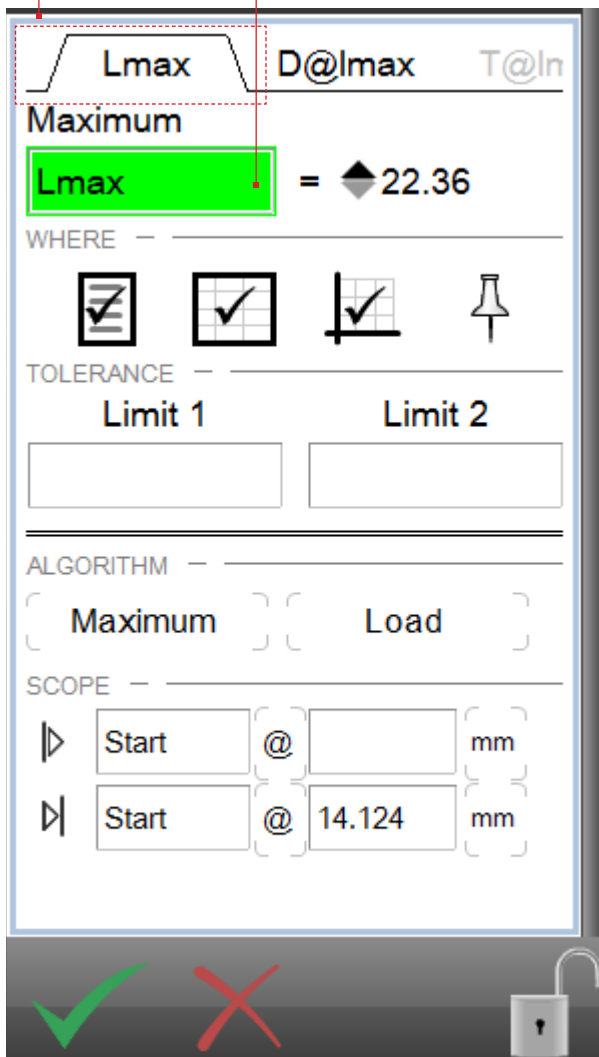 Lmax D@lmax T@lm
Maximum
Lmax = 22.36
WHERE
TOLERANCE
Limit 1 Limit 2
ALGORITHM
Maximum Load
SCOPE
Start @ mm
Start @ 14.124 mm